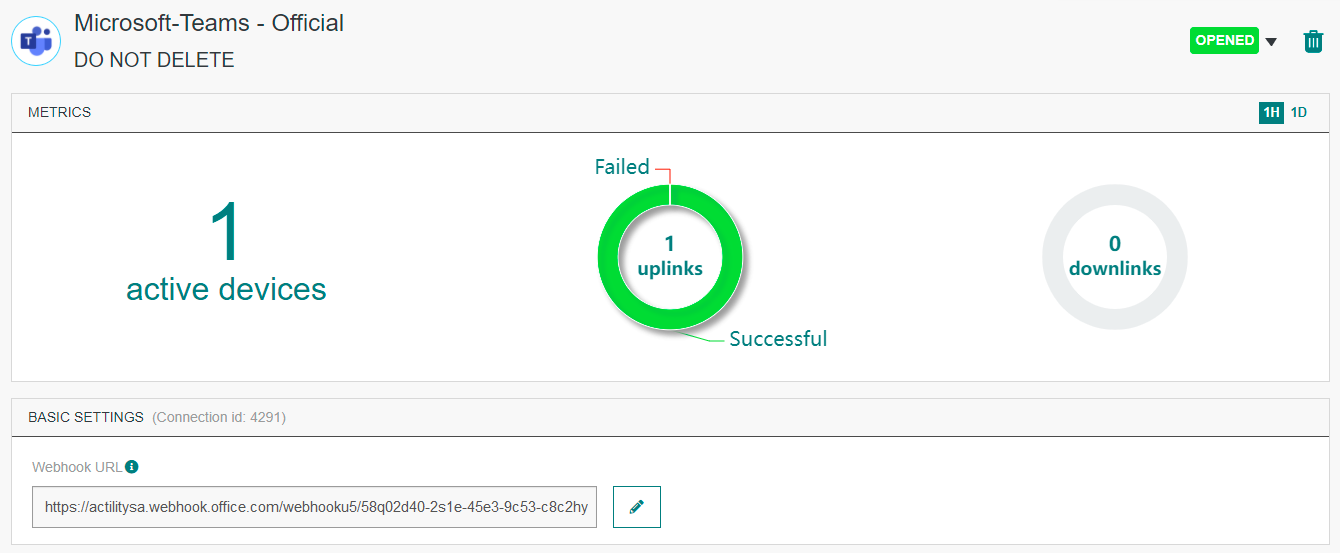 Microsoft-Teams - Official
DO NOT DELETE
OPENED
METRICS
1H 1D
1
active devices
Failed
1
uplinks
Successful
0
downlinks
BASIC SETTINGS (Connection id: 4291)
Webhook URL
https://actilitysa.webhook.office.com/webhooku5/58q02d40-2s1e-45e3-9c53-c8c2hy